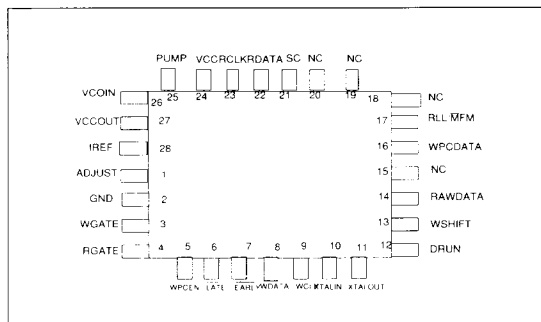 PUMP VCC RCLK RDATA SC NC NC
25 24 23 22 21 20 19
VCOIN 26 18 NC
VCCOUT 27 17 RLL M̅F̅M̅
IREF 28 16 WPCDATA
ADJUST 1 15 NC
GND 2 14 RAWDATA
WGATE 3 13 WSHIFT
RGATE 4 12 DRUN
5 6 7 8 9 10 11
WPCEN LATE EARLY WDATA WCLK XTALIN XTALOUT